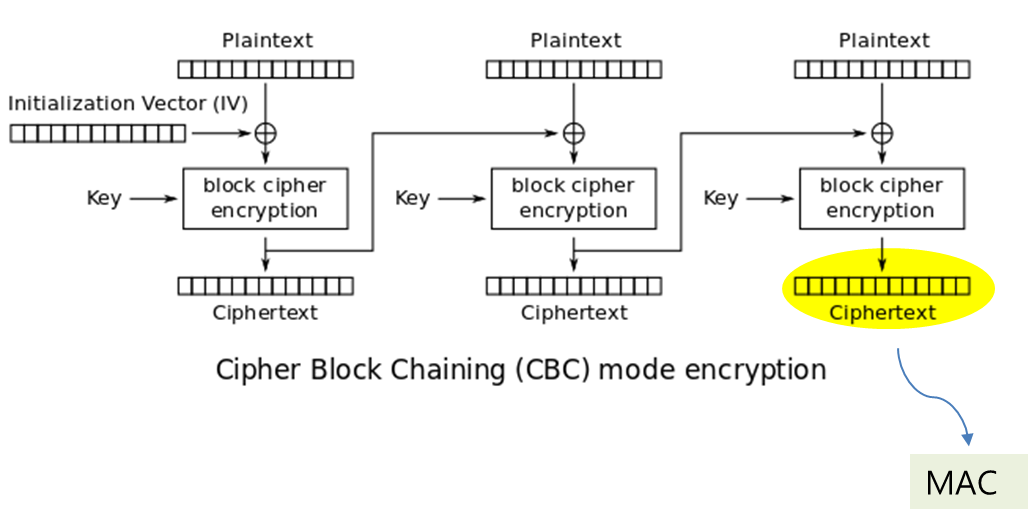 Plaintext
Plaintext
Plaintext
Initialization Vector (IV)
Key
block cipher
encryption
Key
block cipher
encryption
Key
block cipher
encryption
Ciphertext
Ciphertext
Ciphertext
Cipher Block Chaining (CBC) mode encryption
MAC